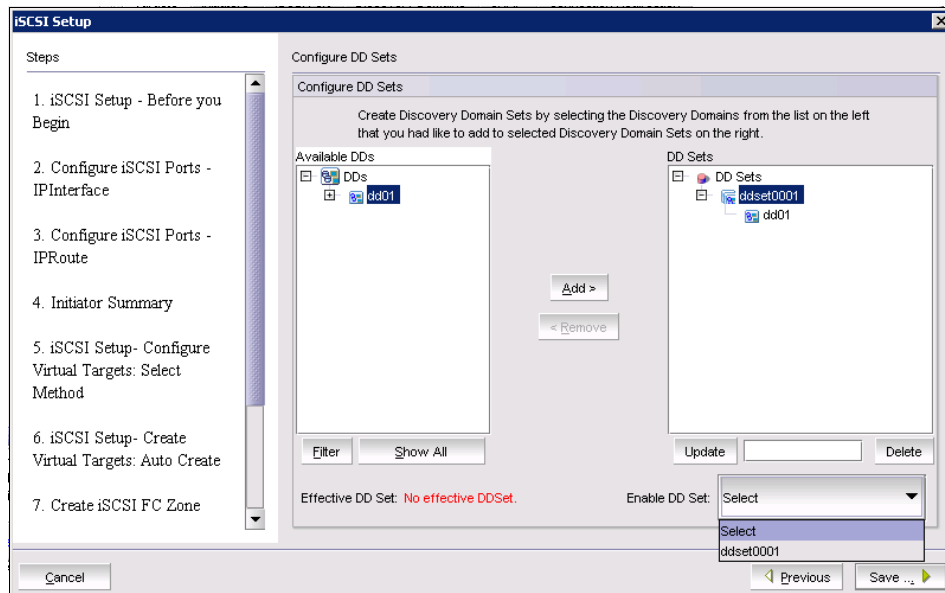 iSCSI Setup
Steps
1. iSCSI Setup - Before you
Begin
2. Configure iSCSI Ports -
IPInterface
3. Configure iSCSI Ports -
IPRoute
4. Initiator Summary
5. iSCSI Setup- Configure
Virtual Targets: Select
Method
6. iSCSI Setup- Create
Virtual Targets: Auto Create
7. Create iSCSI FC Zone
Configure DD Sets
Configure DD Sets
Create Discovery Domain Sets by selecting the Discovery Domains from the list on the left
that you had like to add to selected Discovery Domain Sets on the right.
Available DDs
DDs
dd01
Add >
< Remove
DD Sets
DD Sets
ddset0001
dd01
Filter
Show All
Update
Delete
Effective DD Set: No effective DDSet.
Enable DD Set: Select
Select
ddset0001
Cancel
Previous
Save ...